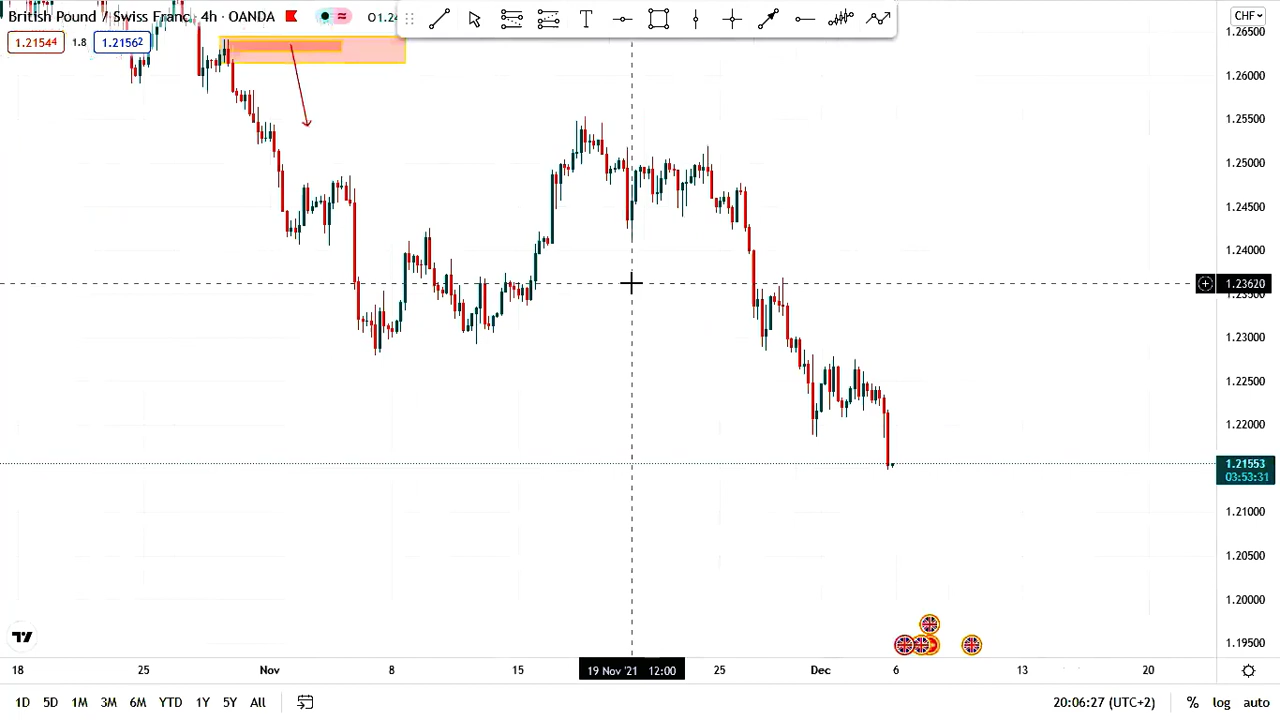 British Pound / Swiss Franc · 4h · OANDA
O1.24
CHF
1.21544 1.8 1.21562
1.26500
1.26000
1.25500
1.25000
1.24500
1.24000
1.23620
1.23500
1.23000
1.22500
1.22000
1.21553
03:53:31
1.21000
1.20500
1.20000
1.19500
18 25 Nov 8 15 19 Nov '21 12:00 25 Dec 6 13 20
1D 5D 1M 3M 6M YTD 1Y 5Y All 20:06:27 (UTC+2) % log auto